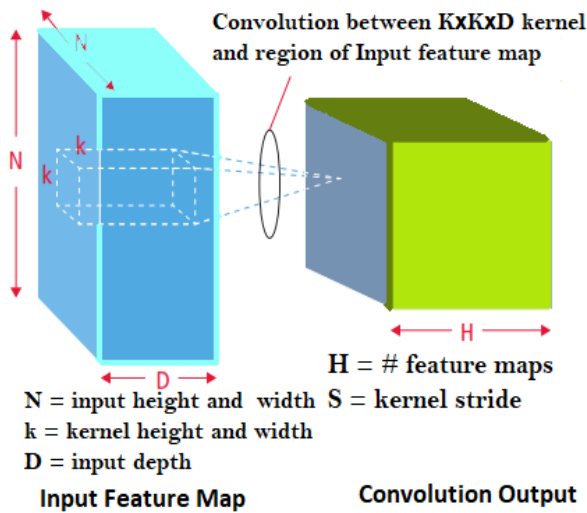 Convolution between KxKxD kernel
and region of Input feature map
N
N
k
k
D
H
H = # feature maps
S = kernel stride
N = input height and width
k = kernel height and width
D = input depth
Input Feature Map
Convolution Output